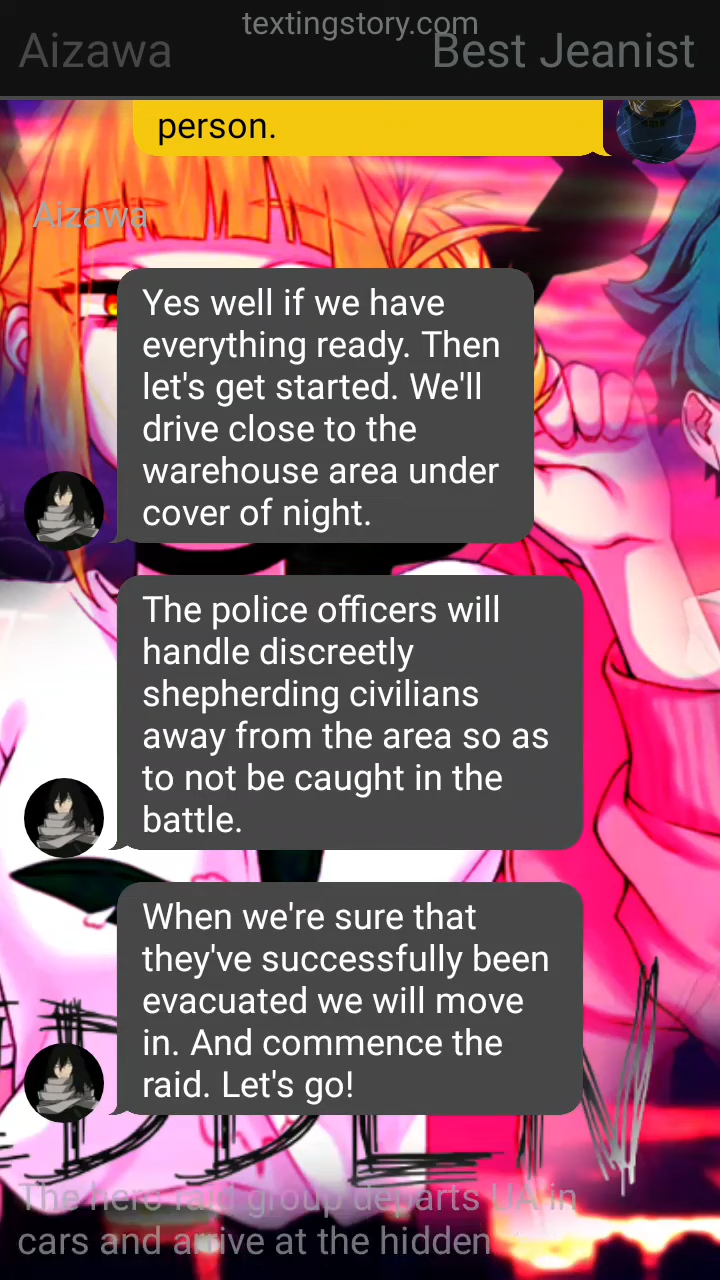 textingstory.com
Aizawa
Best Jeanist
person.
Aizawa
Yes well if we have
everything ready. Then
let's get started. We'll
drive close to the
warehouse area under
cover of night.
The police officers will
handle discreetly
shepherding civilians
away from the area so as
to not be caught in the
battle.
When we're sure that
they've successfully been
evacuated we will move
in. And commence the
raid. Let's go!
The hero raid group departs UA in
cars and arrive at the hidden